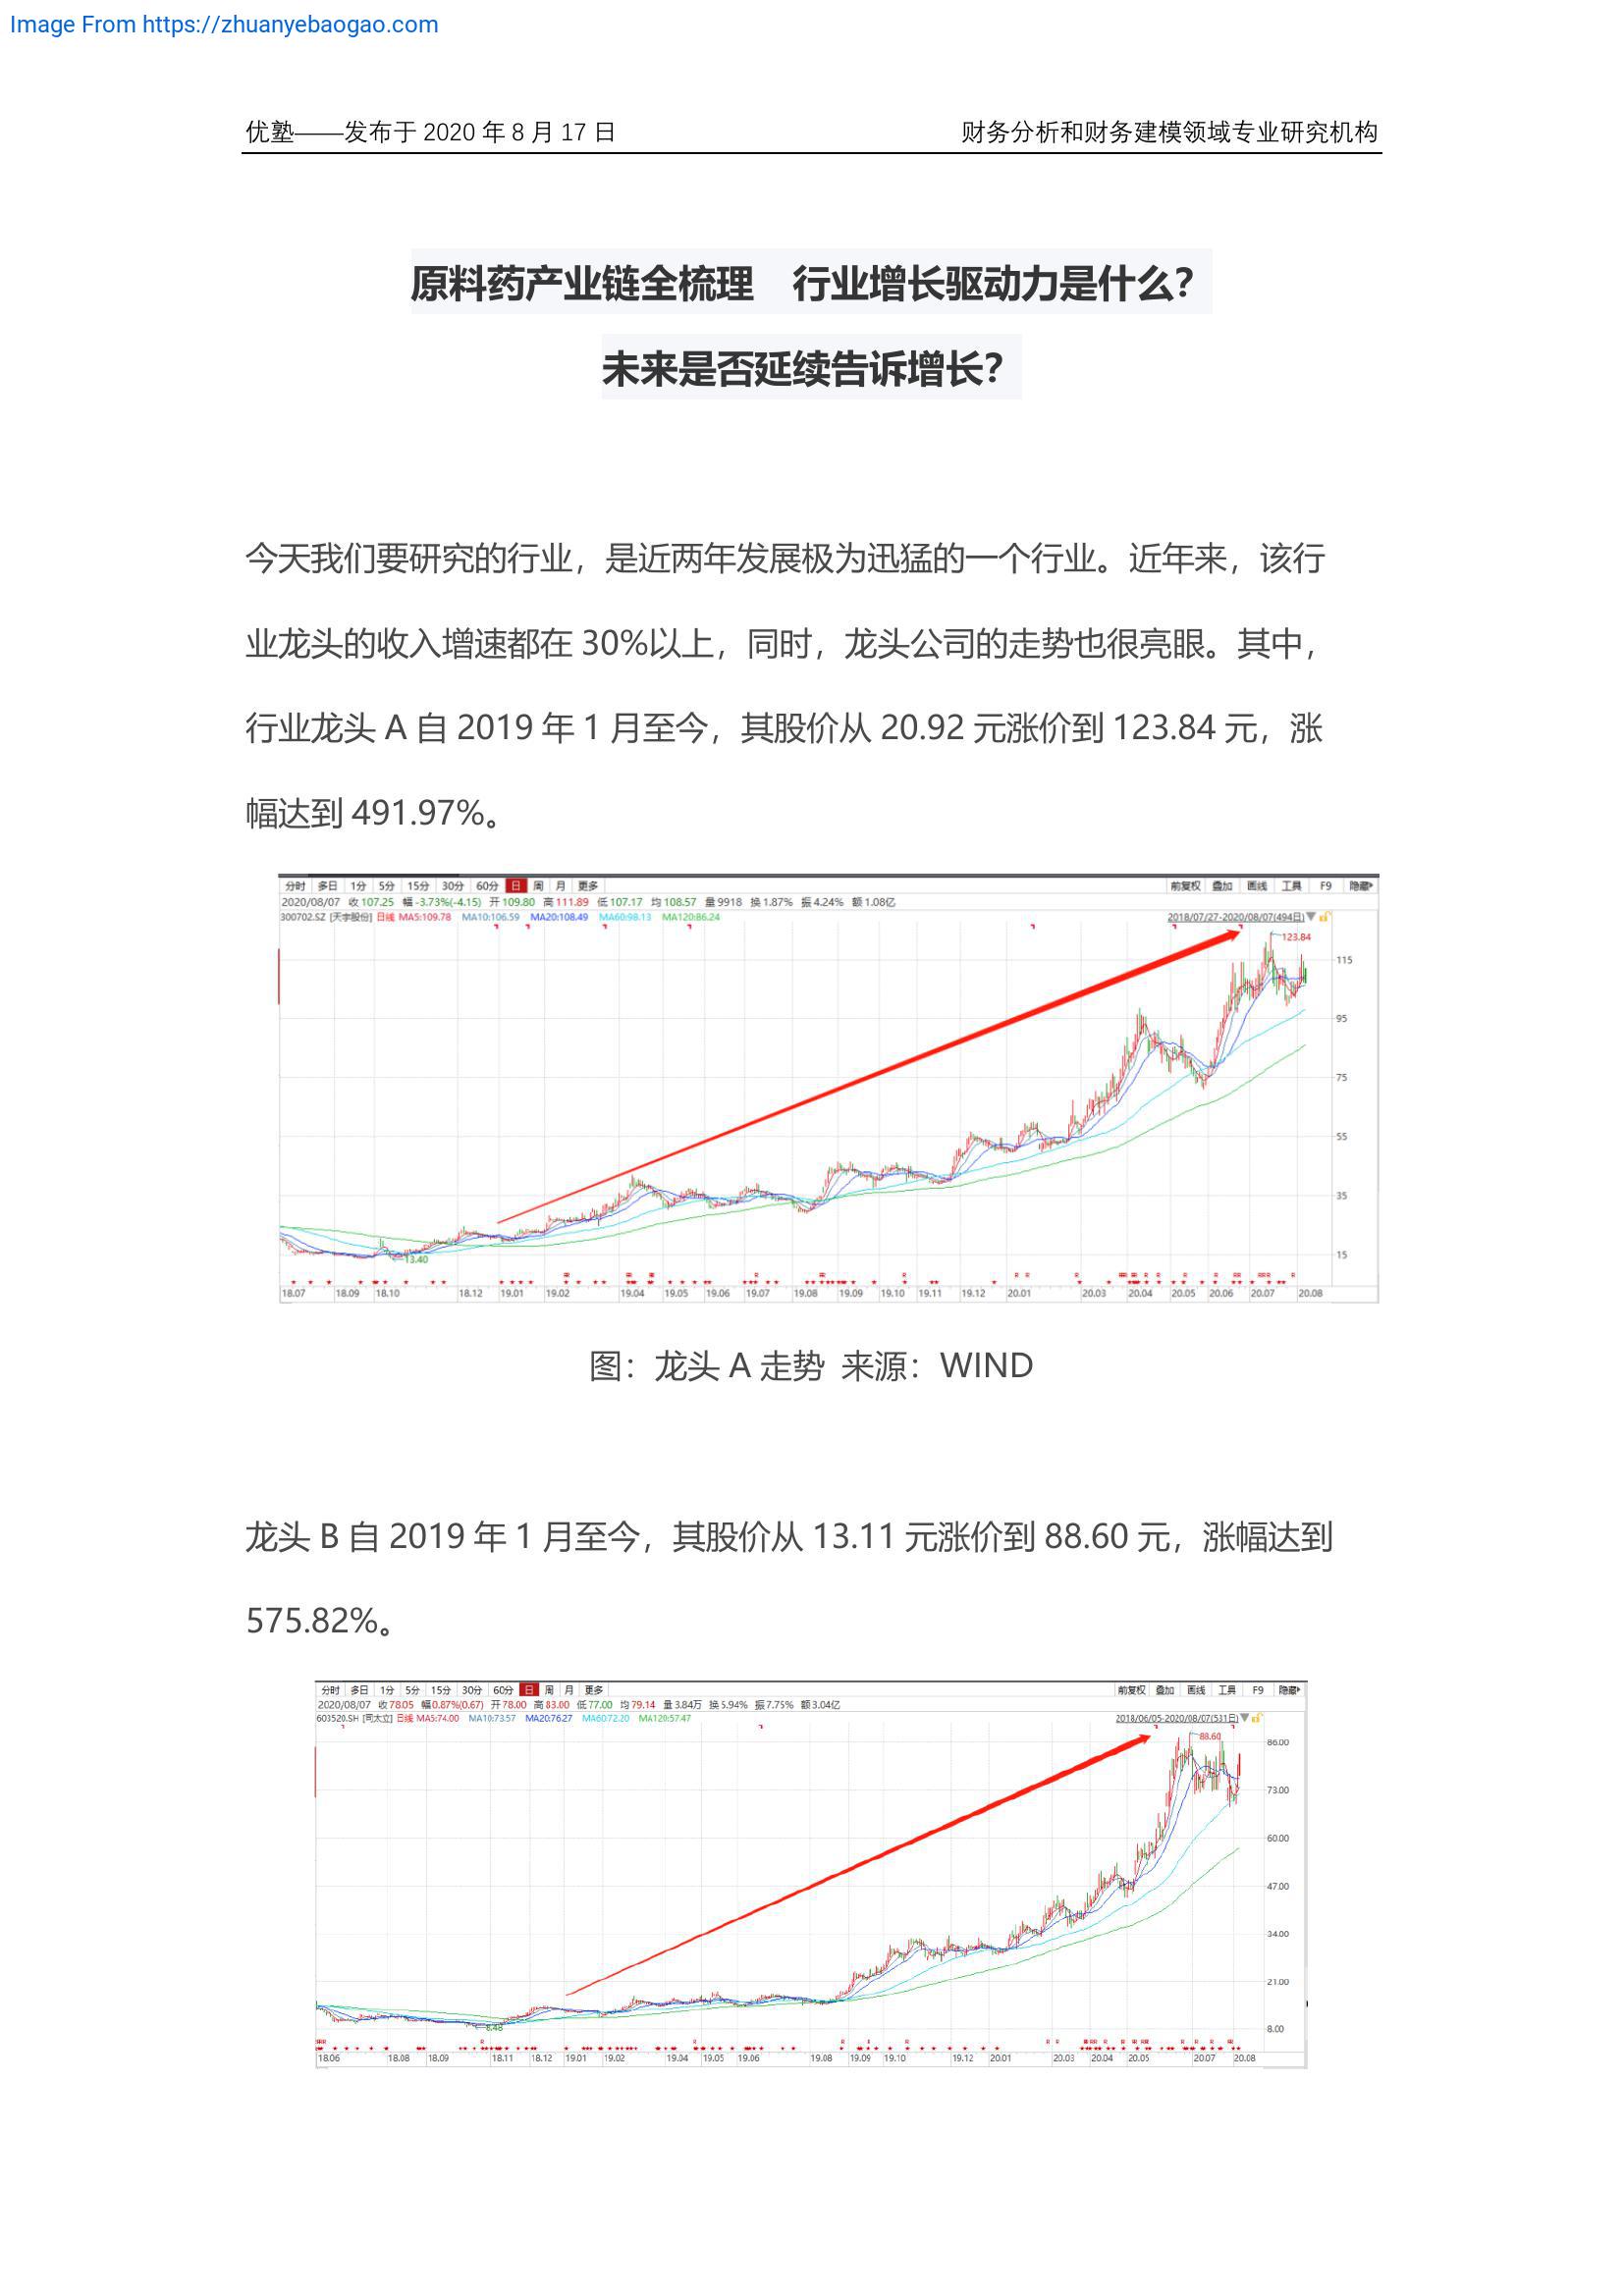 Image From https://zhuanyebaogao.com
优塾——发布于 2020 年 8 月 17 日 财务分析和财务建模领域专业研究机构
原料药产业链全梳理 行业增长驱动力是什么？
未来是否延续告诉增长？
今天我们要研究的行业，是近两年发展极为迅猛的一个行业。近年来，该行
业龙头的收入增速都在 30%以上，同时，龙头公司的走势也很亮眼。其中，
行业龙头 A 自 2019 年 1 月至今，其股价从 20.92 元涨价到 123.84 元，涨
幅达到 491.97%。
分时 多日 1分 5分 15分 30分 60分 日 周 月 更多 前复权 叠加 画线 工具 F9 隐藏
2020/08/07 收 107.25 幅 -3.73%(-4.15) 开 109.80 高 111.89 低 107.17 均 108.57 量 9918 换 1.87% 振 4.24% 额 1.08亿
300702.SZ [天宇股份] 日线 MA5:109.78 MA10:106.59 MA20:108.49 MA60:98.13 MA120:86.24 2018/07/27-2020/08/07(494日)
123.84
115
95
75
55
35
15
13.40
18.07 18.09 18.10 18.12 19.01 19.02 19.04 19.05 19.06 19.07 19.08 19.09 19.10 19.11 19.12 20.01 20.03 20.04 20.05 20.06 20.07 20.08
图：龙头 A 走势 来源：WIND
龙头 B 自 2019 年 1 月至今，其股价从 13.11 元涨价到 88.60 元，涨幅达到
575.82%。
分时 多日 1分 5分 15分 30分 60分 日 周 月 更多 前复权 叠加 画线 工具 F9 隐藏
2020/08/07 收 78.05 幅 0.87%(0.67) 开 78.00 高 83.00 低 77.00 均 79.14 量 3.84万 换 5.94% 振 7.75% 额 3.04亿
603520.SH [司太立] 日线 MA5:74.00 MA10:73.57 MA20:76.27 MA60:72.20 MA120:57.47 2018/06/05-2020/08/07(531日)
88.60
86.00
73.00
60.00
47.00
34.00
21.00
8.00
8.46
18.06 18.08 18.09 18.11 18.12 19.01 19.02 19.04 19.05 19.06 19.08 19.09 19.10 19.12 20.01 20.03 20.04 20.05 20.07 20.08